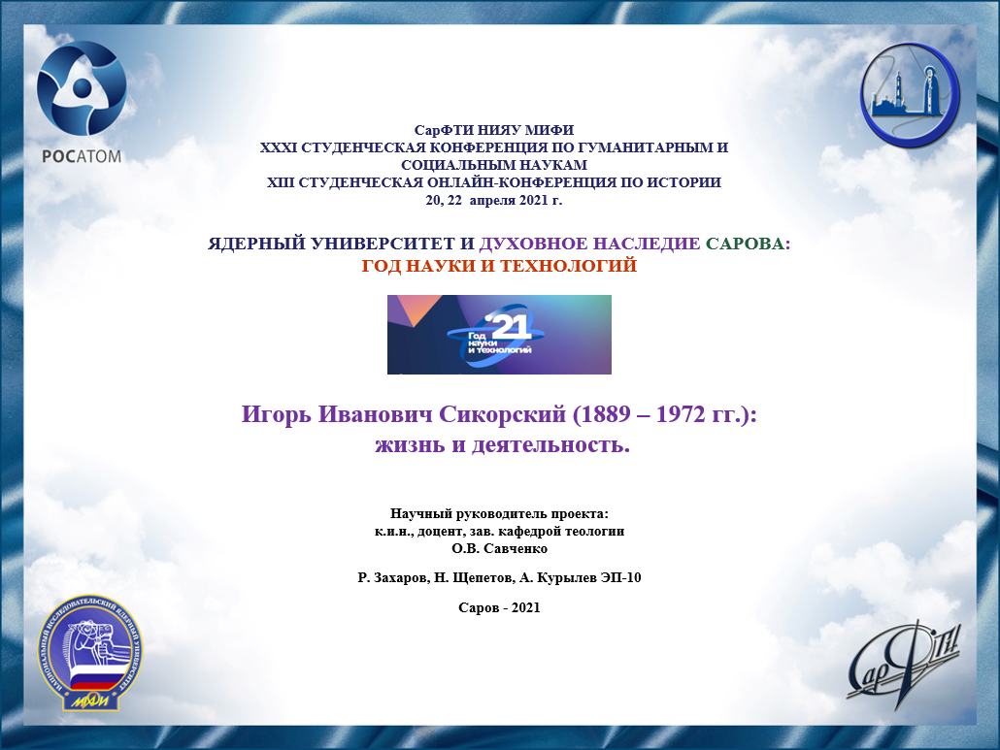 РОСАТОМ
СарФТИ НИЯУ МИФИ
XXXI СТУДЕНЧЕСКАЯ КОНФЕРЕНЦИЯ ПО ГУМАНИТАРНЫМ И
СОЦИАЛЬНЫМ НАУКАМ
XIII СТУДЕНЧЕСКАЯ ОНЛАЙН-КОНФЕРЕНЦИЯ ПО ИСТОРИИ
20, 22 апреля 2021 г.
ЯДЕРНЫЙ УНИВЕРСИТЕТ И ДУХОВНОЕ НАСЛЕДИЕ САРОВА:
ГОД НАУКИ И ТЕХНОЛОГИЙ
'21
Год
науки
и технологий
Игорь Иванович Сикорский (1889 – 1972 гг.):
жизнь и деятельность.
Научный руководитель проекта:
к.и.н., доцент, зав. кафедрой теологии
О.В. Савченко
Р. Захаров, Н. Щепетов, А. Курылев ЭП-10
Саров - 2021
НАЦИОНАЛЬНЫЙ ИССЛЕДОВАТЕЛЬСКИЙ ЯДЕРНЫЙ УНИВЕРСИТЕТ
МИФИ
СарФТИ